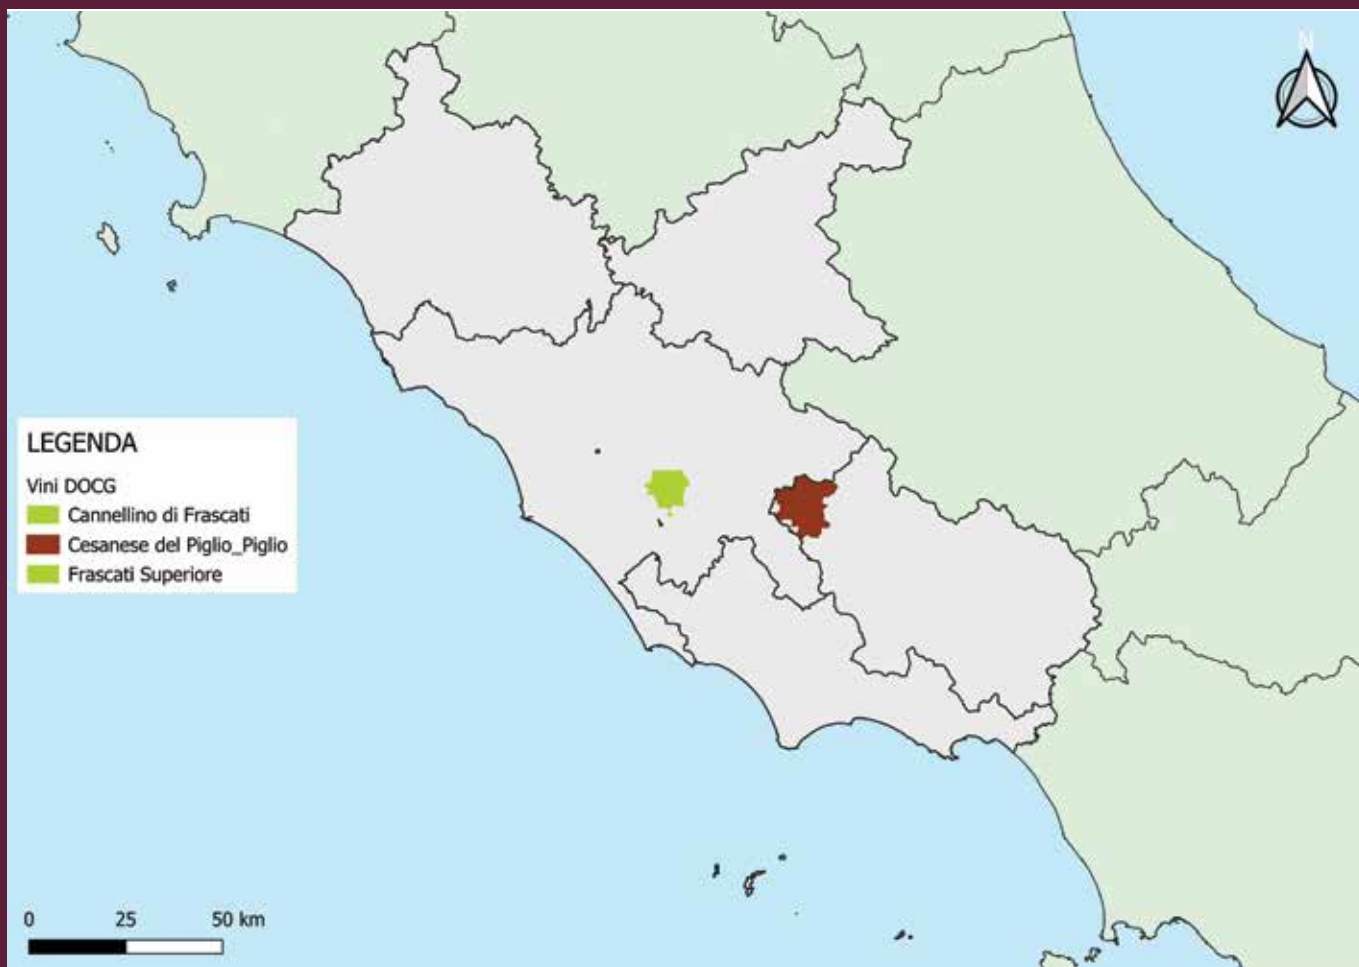 N
LEGENDA
Vini DOCG
Cannellino di Frascati
Cesanese del Piglio_Piglio
Frascati Superiore
0 25 50 km